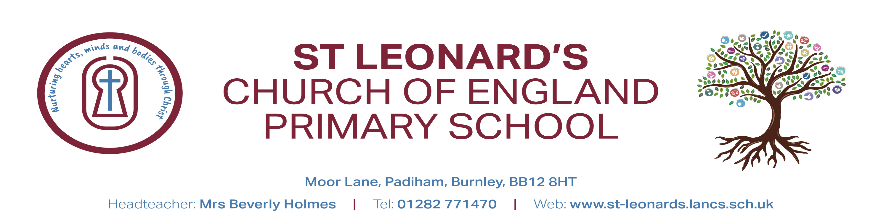 Nurturing hearts, minds and bodies through Christ
ST LEONARD'S
CHURCH OF ENGLAND
PRIMARY SCHOOL
Moor Lane, Padiham, Burnley, BB12 8HT
Headteacher: Mrs Beverly Holmes | Tel: 01282 771470 | Web: www.st-leonards.lancs.sch.uk